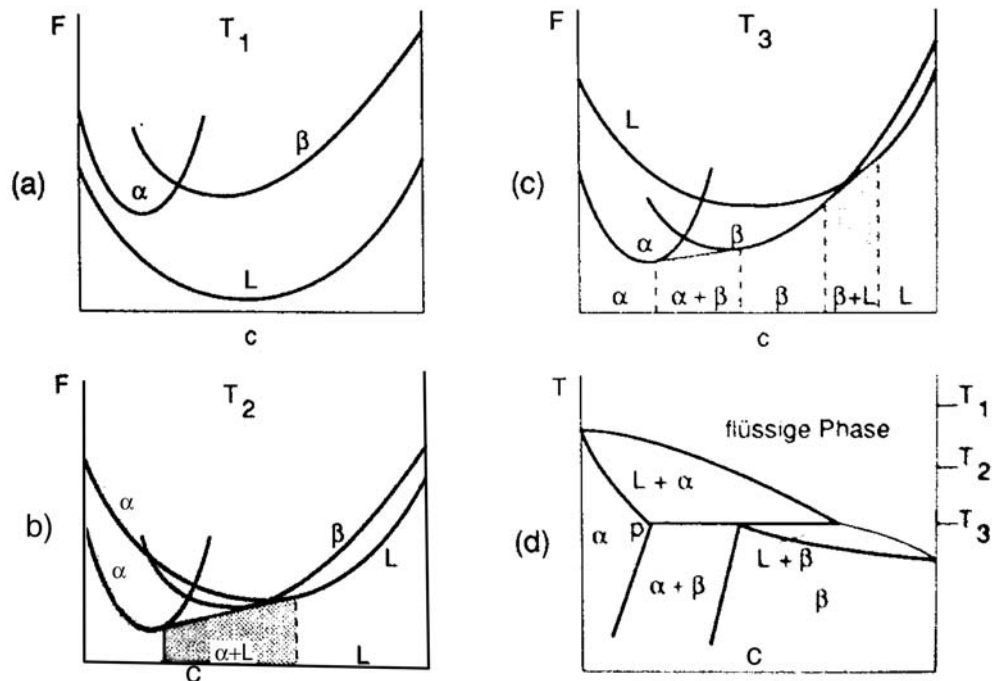 (a)
F
T1
α
β
L
c
b)
F
T2
α
α
β
L
α+L
L
c
(c)
F
T3
L
α
β
α
α + β
β
β+L
L
c
(d)
T
flüssige Phase
T1
T2
T3
L + α
α
p
α + β
L + β
β
c